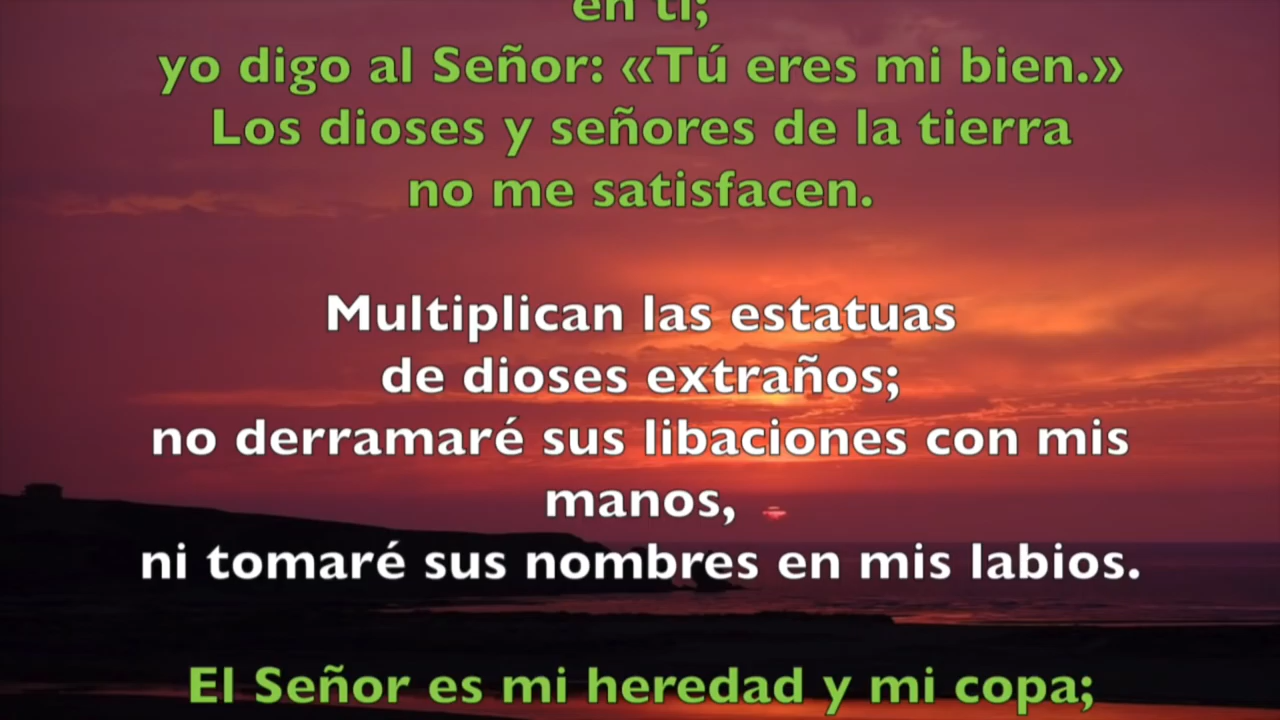 en ti;
yo digo al Señor: «Tú eres mi bien.»
Los dioses y señores de la tierra
no me satisfacen.
Multiplican las estatuas
de dioses extraños;
no derramaré sus libaciones con mis
manos,
ni tomaré sus nombres en mis labios.
El Señor es mi heredad y mi copa;